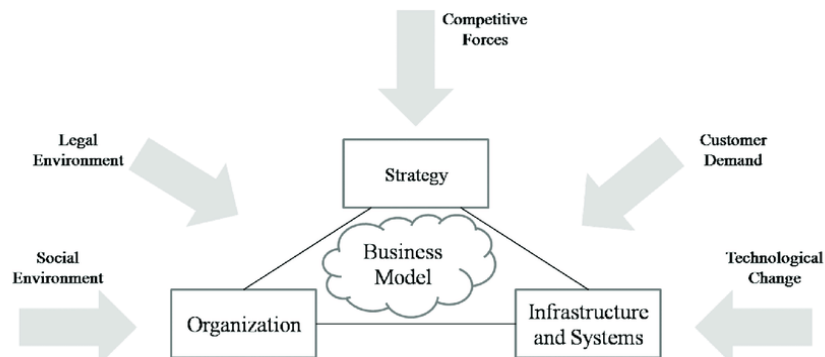 Competitive
Forces
Legal
Environment
Customer
Demand
Strategy
Business
Model
Social
Environment
Technological
Change
Organization
Infrastructure
and Systems